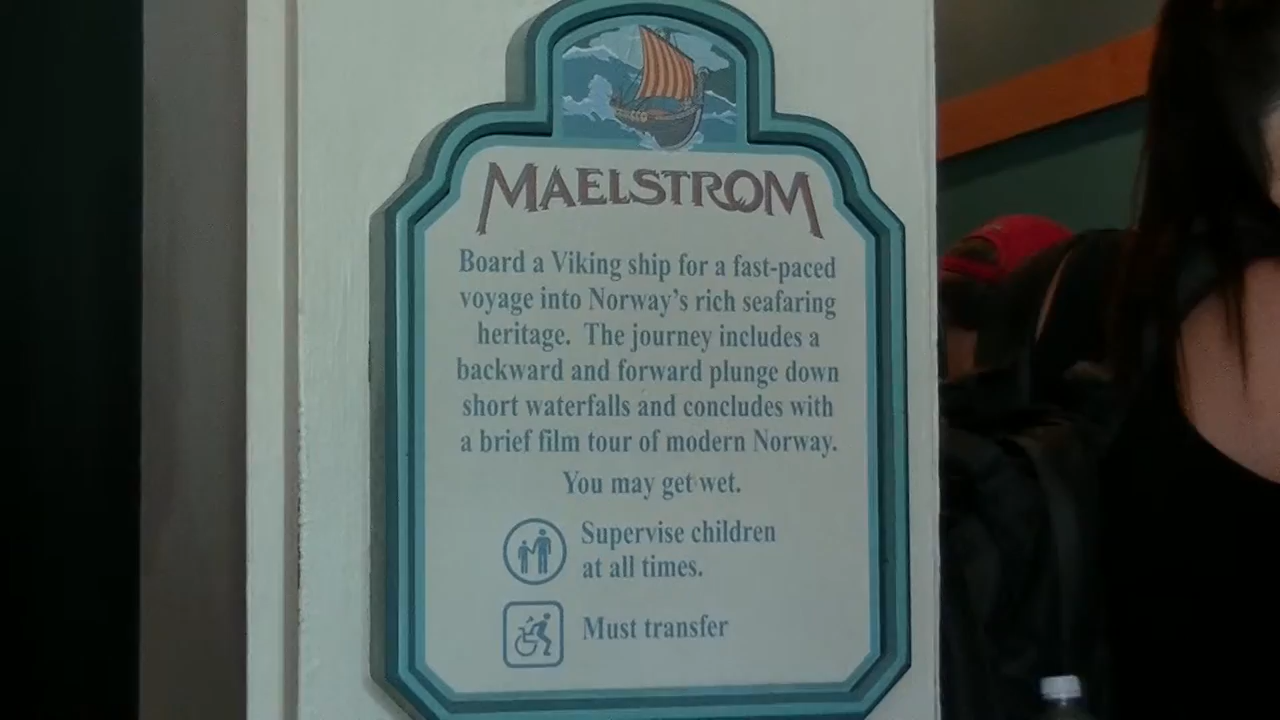 MAELSTROM
Board a Viking ship for a fast-paced
voyage into Norway's rich seafaring
heritage. The journey includes a
backward and forward plunge down
short waterfalls and concludes with
a brief film tour of modern Norway.
You may get wet.
Supervise children
at all times.
Must transfer